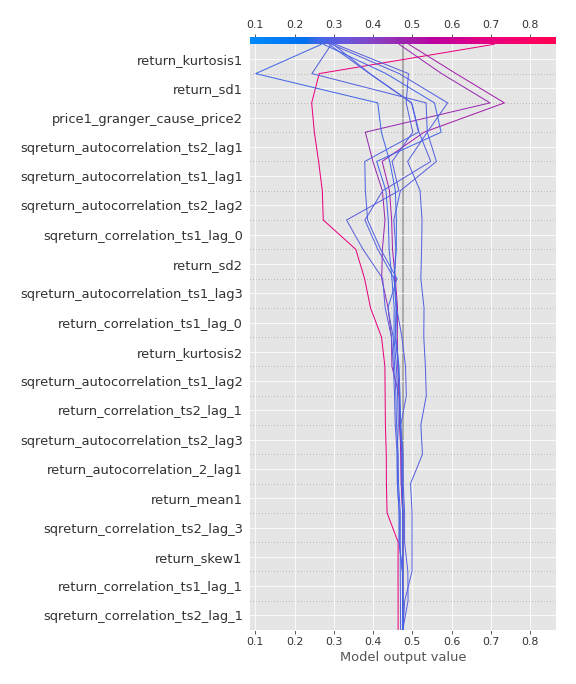 0.1 0.2 0.3 0.4 0.5 0.6 0.7 0.8
return_kurtosis1
return_sd1
price1_granger_cause_price2
sqreturn_autocorrelation_ts2_lag1
sqreturn_autocorrelation_ts1_lag1
sqreturn_autocorrelation_ts2_lag2
sqreturn_correlation_ts1_lag_0
return_sd2
sqreturn_autocorrelation_ts1_lag3
return_correlation_ts1_lag_0
return_kurtosis2
sqreturn_autocorrelation_ts1_lag2
return_correlation_ts2_lag_1
sqreturn_autocorrelation_ts2_lag3
return_autocorrelation_2_lag1
return_mean1
sqreturn_correlation_ts2_lag_3
return_skew1
return_correlation_ts1_lag_1
sqreturn_correlation_ts2_lag_1
0.1 0.2 0.3 0.4 0.5 0.6 0.7 0.8
Model output value